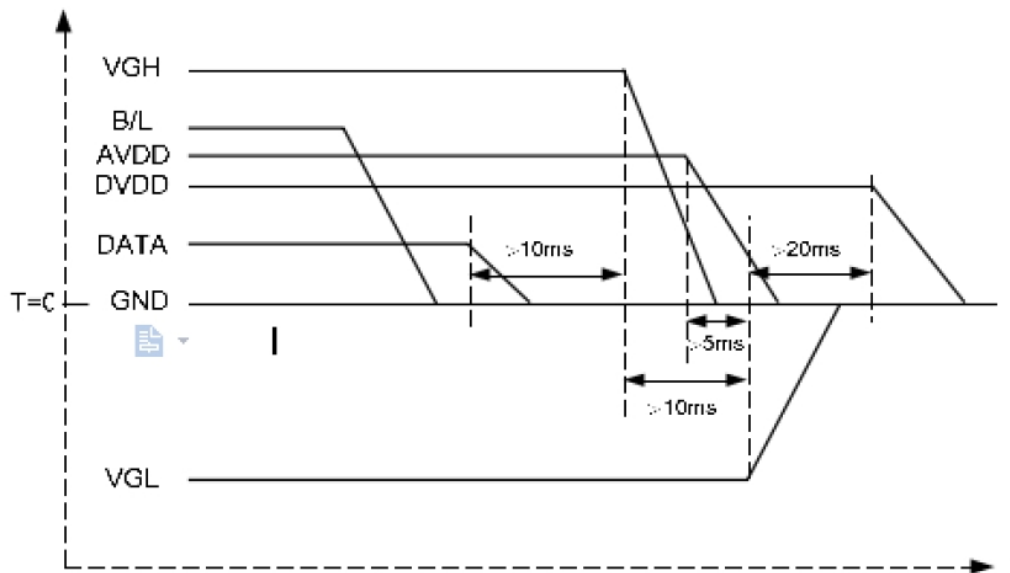 VGH
B/L
AVDD
DVDD
DATA
>10ms
>20ms
T=0
GND
>5ms
>10ms
VGL